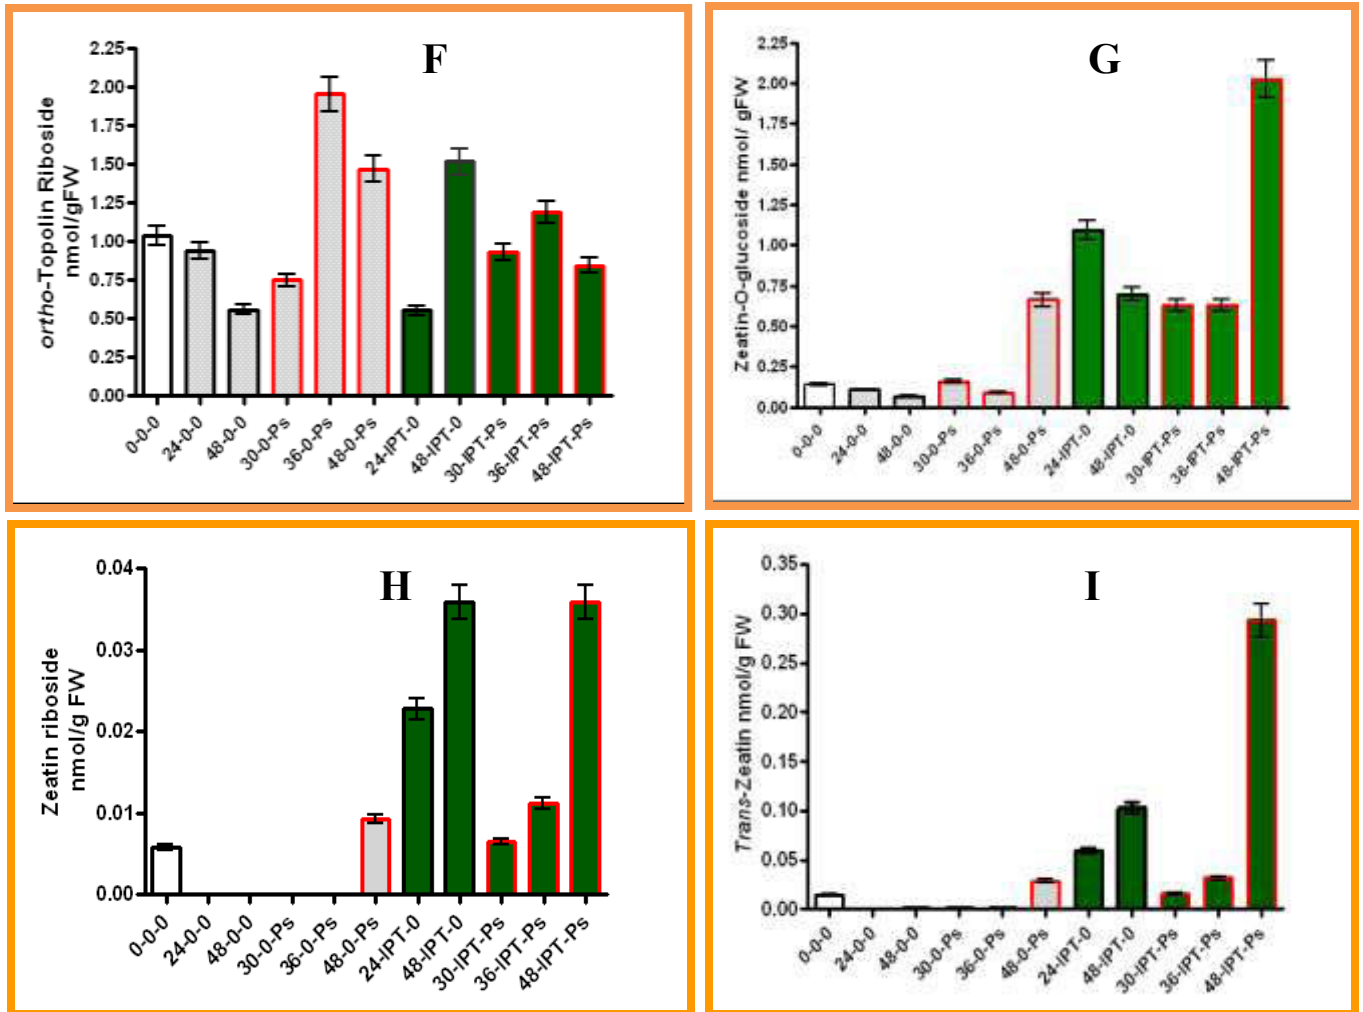 F
ortho-Topolin Riboside
nmol/gFW
2.25
2.00
1.75
1.50
1.25
1.00
0.75
0.50
0.25
0.00
0-0-0
24-0-0
48-0-0
30-0-Ps
36-0-Ps
48-0-Ps
24-IPT-0
48-IPT-0
30-IPT-Ps
36-IPT-Ps
48-IPT-Ps
G
Zeatin-O-glucoside nmol/ gFW
2.25
2.00
1.75
1.50
1.25
1.00
0.75
0.50
0.25
0.00
0-0-0
24-0-0
48-0-0
30-0-Ps
36-0-Ps
48-0-Ps
24-IPT-0
48-IPT-0
30-IPT-Ps
36-IPT-Ps
48-IPT-Ps
H
Zeatin riboside
nmol/g FW
0.04
0.03
0.02
0.01
0.00
0-0-0
24-0-0
48-0-0
30-0-Ps
36-0-Ps
48-0-Ps
24-IPT-0
48-IPT-0
30-IPT-Ps
36-IPT-Ps
48-IPT-Ps
I
Trans-Zeatin nmol/g FW
0.35
0.30
0.25
0.20
0.15
0.10
0.05
0.00
0-0-0
24-0-0
48-0-0
30-0-Ps
36-0-Ps
48-0-Ps
24-IPT-0
48-IPT-0
30-IPT-Ps
36-IPT-Ps
48-IPT-Ps